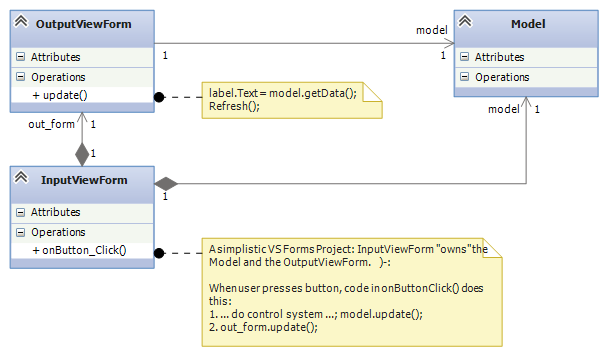 OutputViewForm
Attributes
Operations
+ update()
model
1
1
Model
Attributes
Operations
label.Text = model.getData();
Refresh();
out_form
1
1
model
1
1
InputViewForm
Attributes
Operations
+ onButton_Click()
A simplistic VS Forms Project: InputViewForm "owns" the
Model and the OutputViewForm. )-:
When user presses button, code in onButtonClick() does
this:
1. ... do control system ...; model.update();
2. out_form.update();